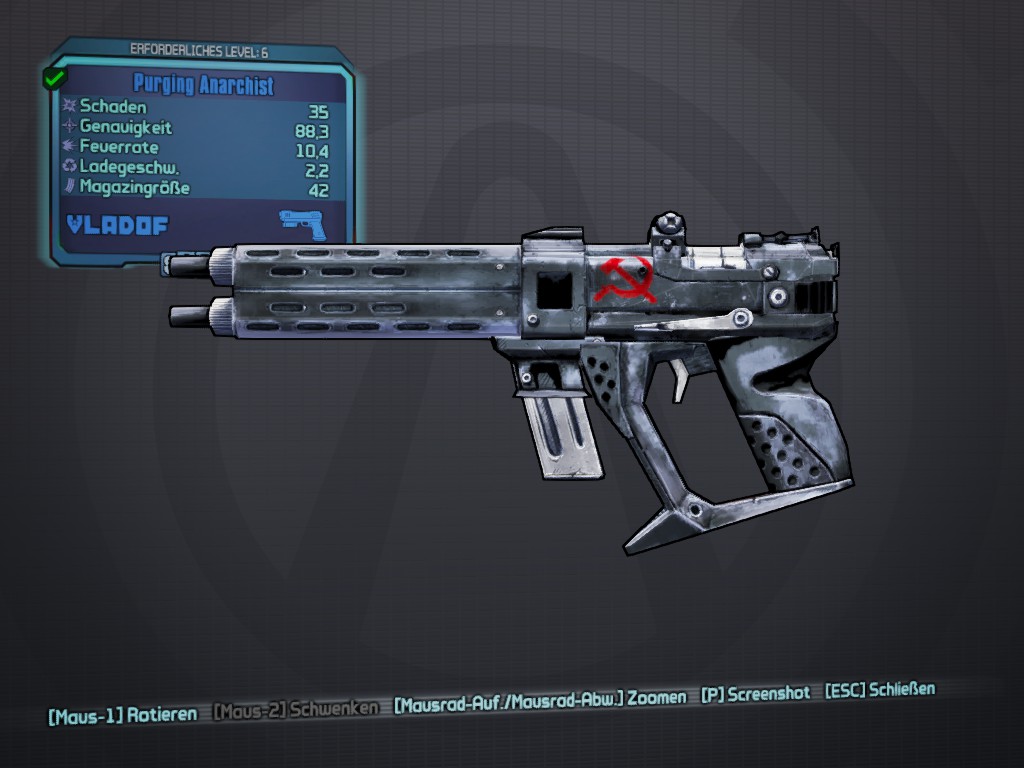 ERFORDERLICHES LEVEL: 6
Purging Anarchist
Schaden 35
Genauigkeit 88,3
Feuerrate 10,4
Ladegeschw. 2,2
Magazingröße 42
VLADOF
[Maus-1] Rotieren [Maus-2] Schwenken [Mausrad-Auf./Mausrad-Abw.] Zoomen [P] Screenshot [ESC] Schließen